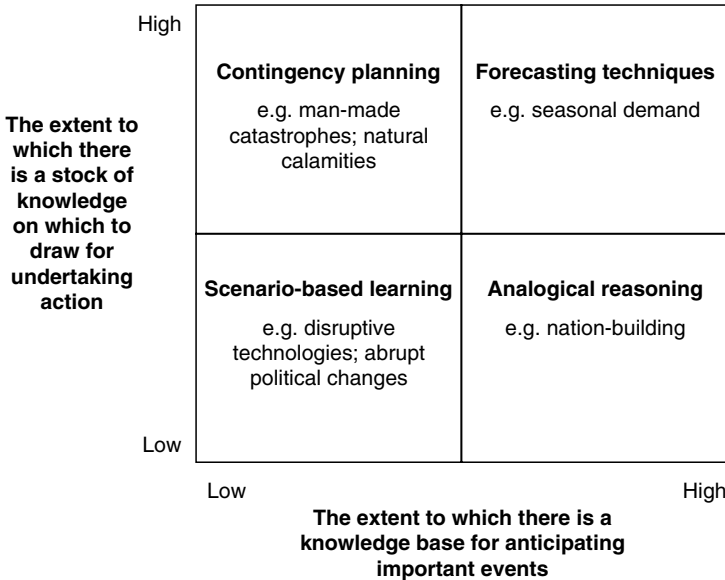 High
The extent to
which there
is a stock of
knowledge
on which to
draw for
undertaking
action
Low
Contingency planning
e.g. man-made
catastrophes; natural
calamities
Forecasting techniques
e.g. seasonal demand
Scenario-based learning
e.g. disruptive
technologies; abrupt
political changes
Analogical reasoning
e.g. nation-building
Low
High
The extent to which there is a
knowledge base for anticipating
important events